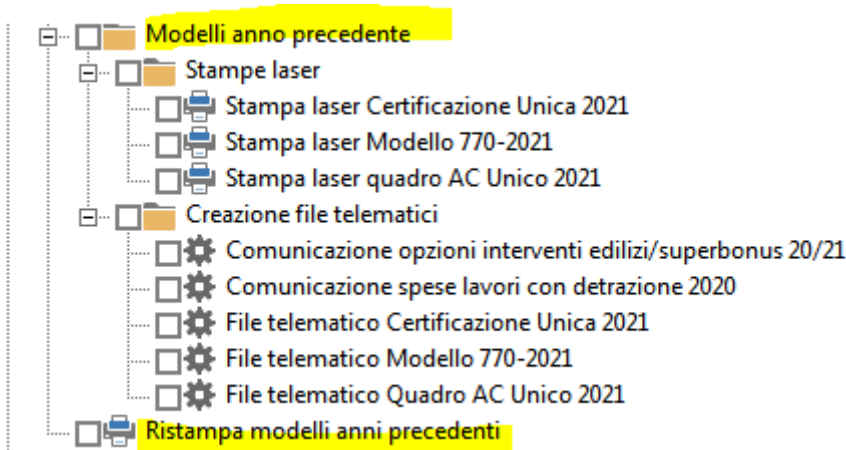 Modelli anno precedente
Stampe laser
Stampa laser Certificazione Unica 2021
Stampa laser Modello 770-2021
Stampa laser quadro AC Unico 2021
Creazione file telematici
Comunicazione opzioni interventi edilizi/superbonus 20/21
Comunicazione spese lavori con detrazione 2020
File telematico Certificazione Unica 2021
File telematico Modello 770-2021
File telematico Quadro AC Unico 2021
Ristampa modelli anni precedenti